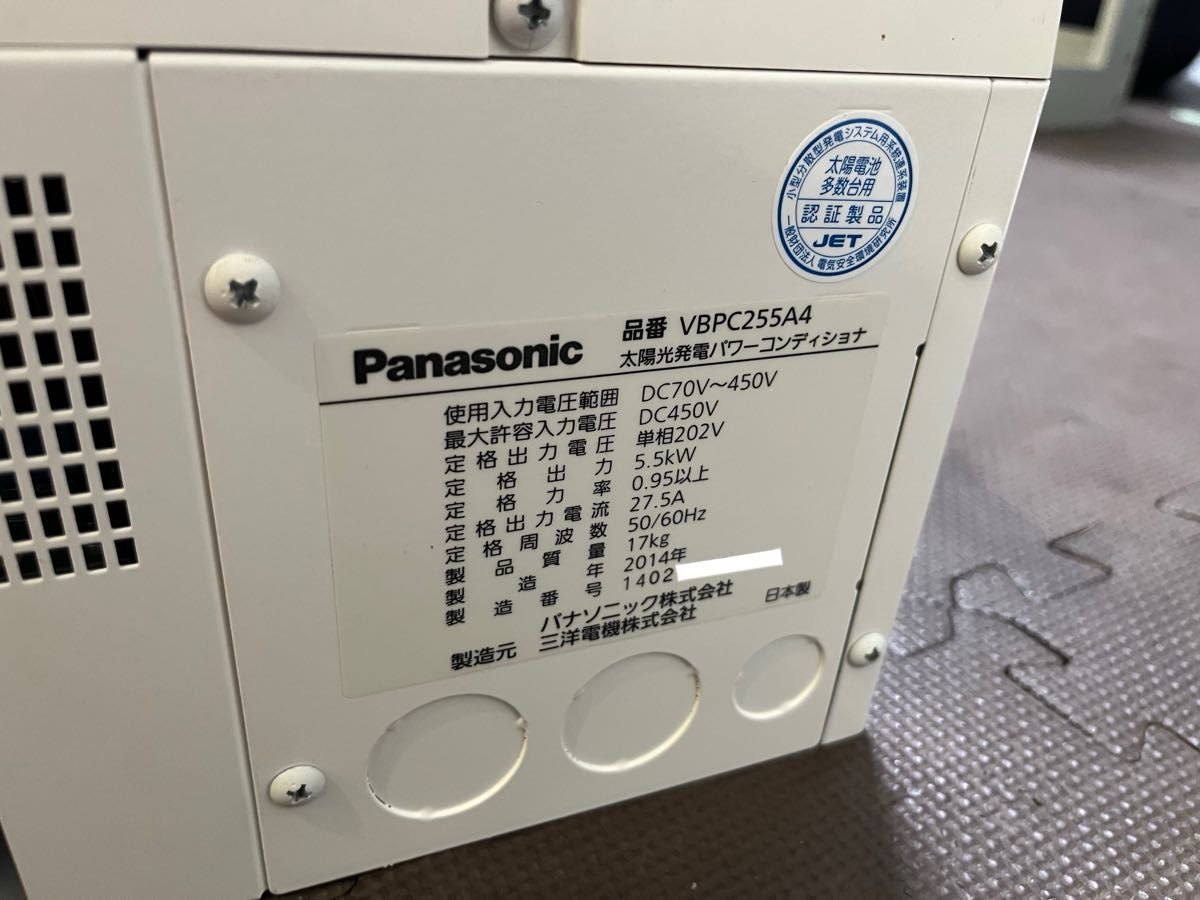 小型分散型発電システム用系統連系装置
太陽電池
多数台用
認証製品
JET
一般財団法人 電気安全環境研究所
Panasonic
品番 VBPC255A4
太陽光発電パワーコンディショナ
使用入力電圧範囲 DC70V～450V
最大許容入力電圧 DC450V
定格出力電圧 単相202V
定格出力 5.5kW
定格力率 0.95以上
定格出力電流 27.5A
定格周波数 50/60Hz
製品質量 17kg
製造年 2014年
製造番号 1402
パナソニック株式会社
製造元 三洋電機株式会社
日本製